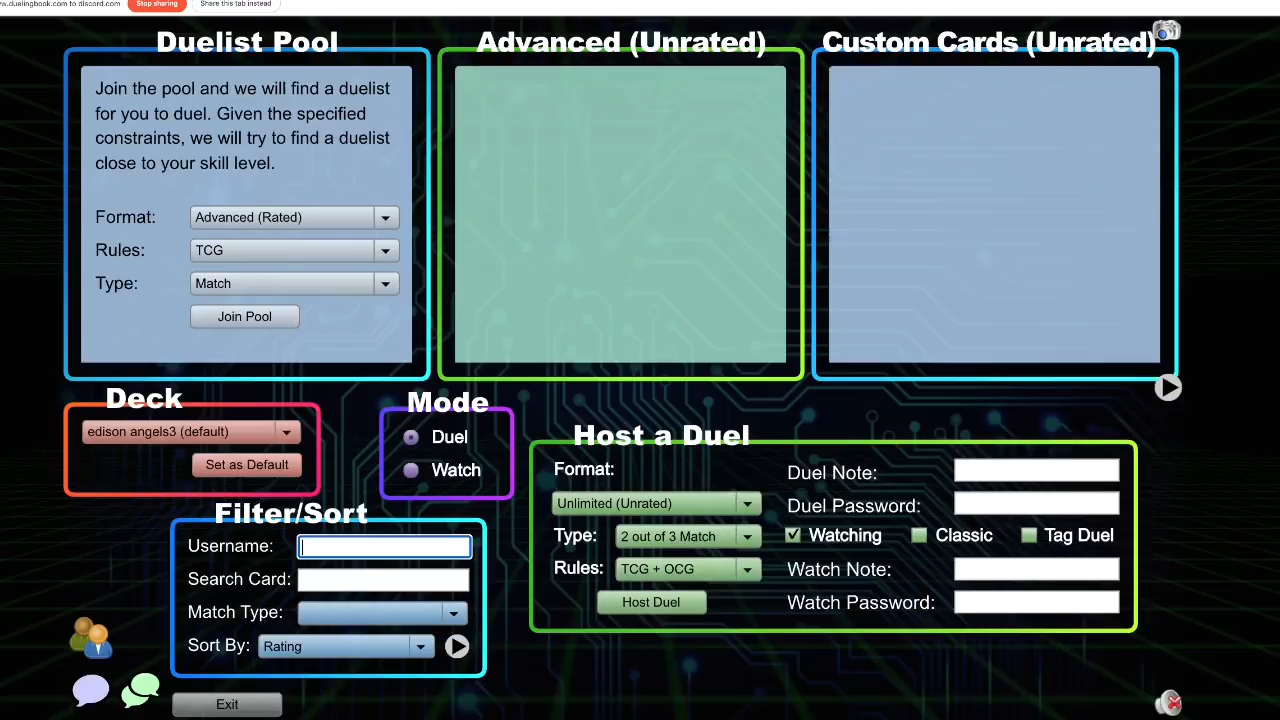 w.duelingbook.com to discord.com
Stop sharing
Share this tab instead
Duelist Pool
Join the pool and we will find a duelist
for you to duel. Given the specified
constraints, we will try to find a duelist
close to your skill level.
Format: Advanced (Rated)
Rules: TCG
Type: Match
Join Pool
Advanced (Unrated)
Custom Cards (Unrated)
Deck
edison angels3 (default)
Set as Default
Mode
Duel
Watch
Filter/Sort
Username:
Search Card:
Match Type:
Sort By: Rating
Exit
Host a Duel
Format:
Unlimited (Unrated)
Type: 2 out of 3 Match
Rules: TCG + OCG
Host Duel
Duel Note:
Duel Password:
Watching Classic Tag Duel
Watch Note:
Watch Password: